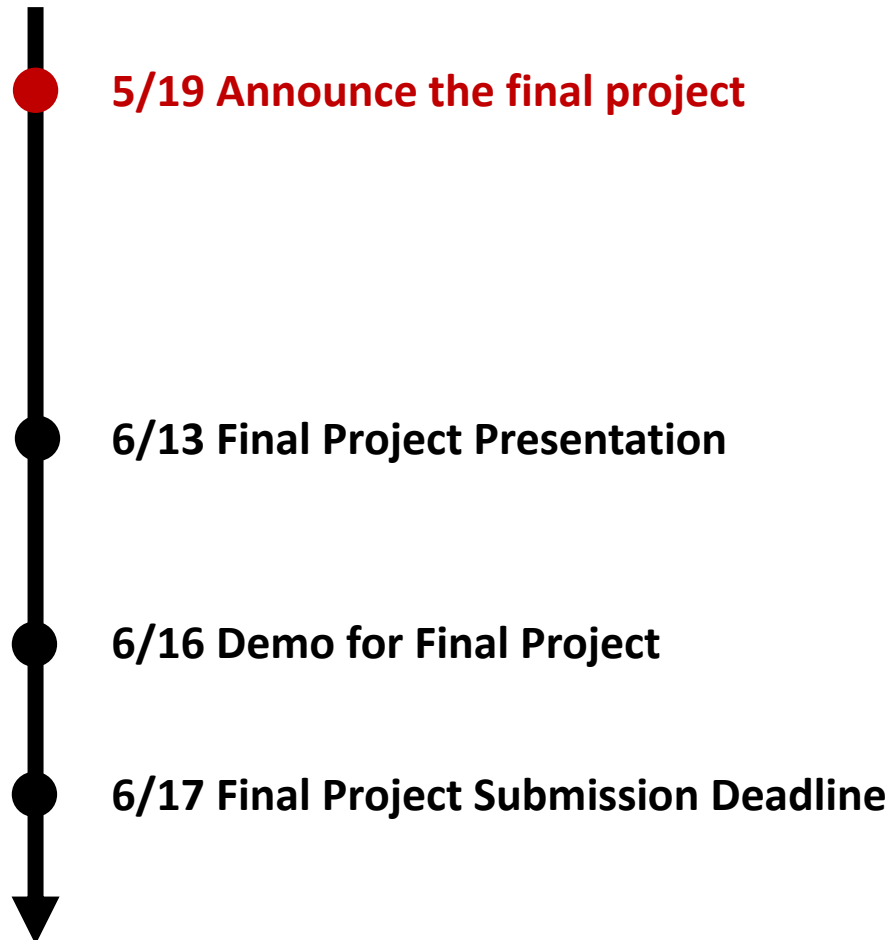 5/19 Announce the final project
6/13 Final Project Presentation
6/16 Demo for Final Project
6/17 Final Project Submission Deadline